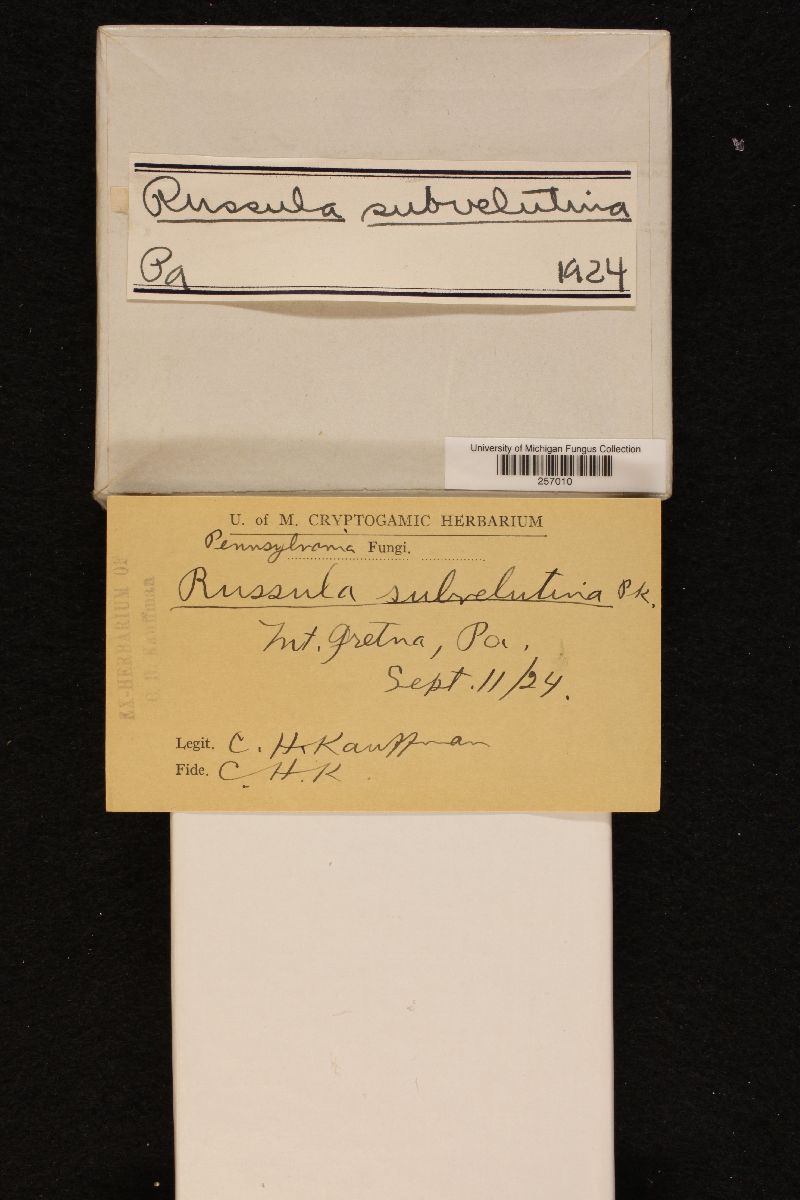 Russula subvelutina
Pa 1924
University of Michigan Fungus Collection
257010
U. of M. CRYPTOGAMIC HERBARIUM
Pennsylvania Fungi.
Russula subvelutina Pk.
Mt. Gretna, Pa.
Sept. 11/24.
Legit. C. H. Kauffman
Fide. C. H. K.
EX-HERBARIUM OF
C. H. Kauffman